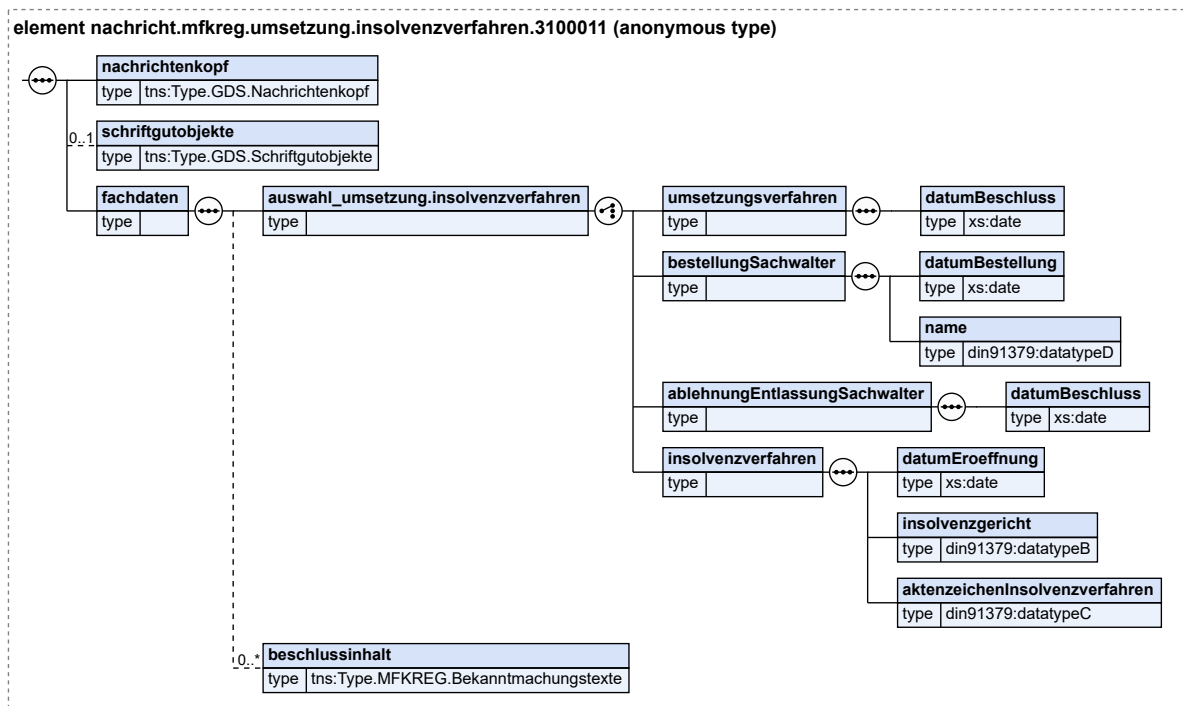 element nachricht.mfkreg.umsetzung.insolvenzverfahren.3100011 (anonymous type)
nachrichtenkopf
type tns:Type.GDS.Nachrichtenkopf
0..1
schriftgutobjekte
type tns:Type.GDS.Schriftgutobjekte
fachdaten
type
auswahl_umsetzung.insolvenzverfahren
type
umsetzungsverfahren
type
datumBeschluss
type xs:date
bestellungSachwalter
type
datumBestellung
type xs:date
name
type din91379:datatypeD
ablehnungEntlassungSachwalter
type
datumBeschluss
type xs:date
insolvenzverfahren
type
datumEroeffnung
type xs:date
insolvenzgericht
type din91379:datatypeB
aktenzeichenInsolvenzverfahren
type din91379:datatypeC
0..*
beschlussinhalt
type tns:Type.MFKREG.Bekanntmachungstexte